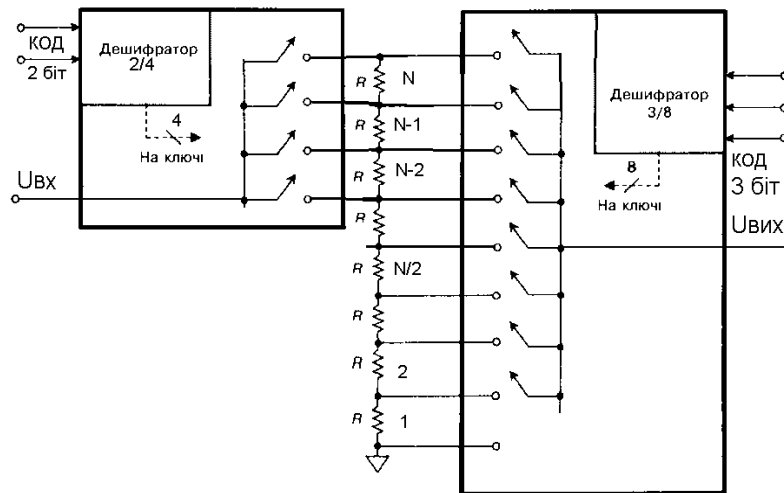 КОД
2 біт
Дешифратор
2/4
4
На ключі
Uвх
R
N
R
N-1
R
N-2
R
R
N/2
R
R
2
R
1
Дешифратор
3/8
8
На ключі
КОД
3 біт
Uвих